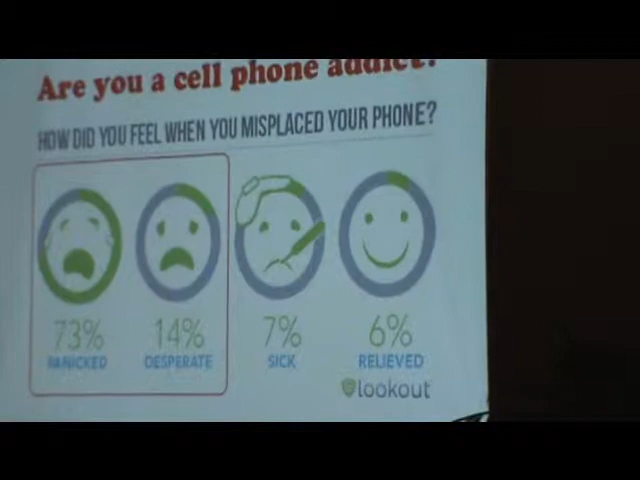 Are you a cell phone addict?
HOW DID YOU FEEL WHEN YOU MISPLACED YOUR PHONE?
73% 14% 7% 6%
PANICKED DESPERATE SICK RELIEVED
lookout